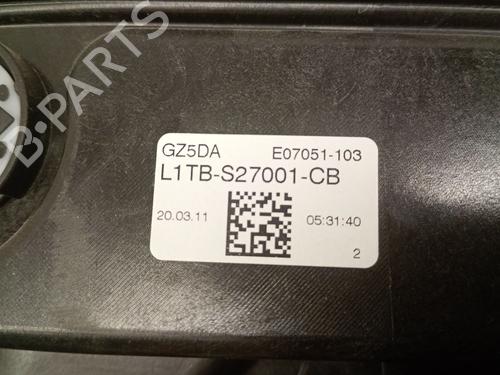 B-PARTS
GZ5DA E07051-103
L1TB-S27001-CB
20.03.11 05:31:40
2